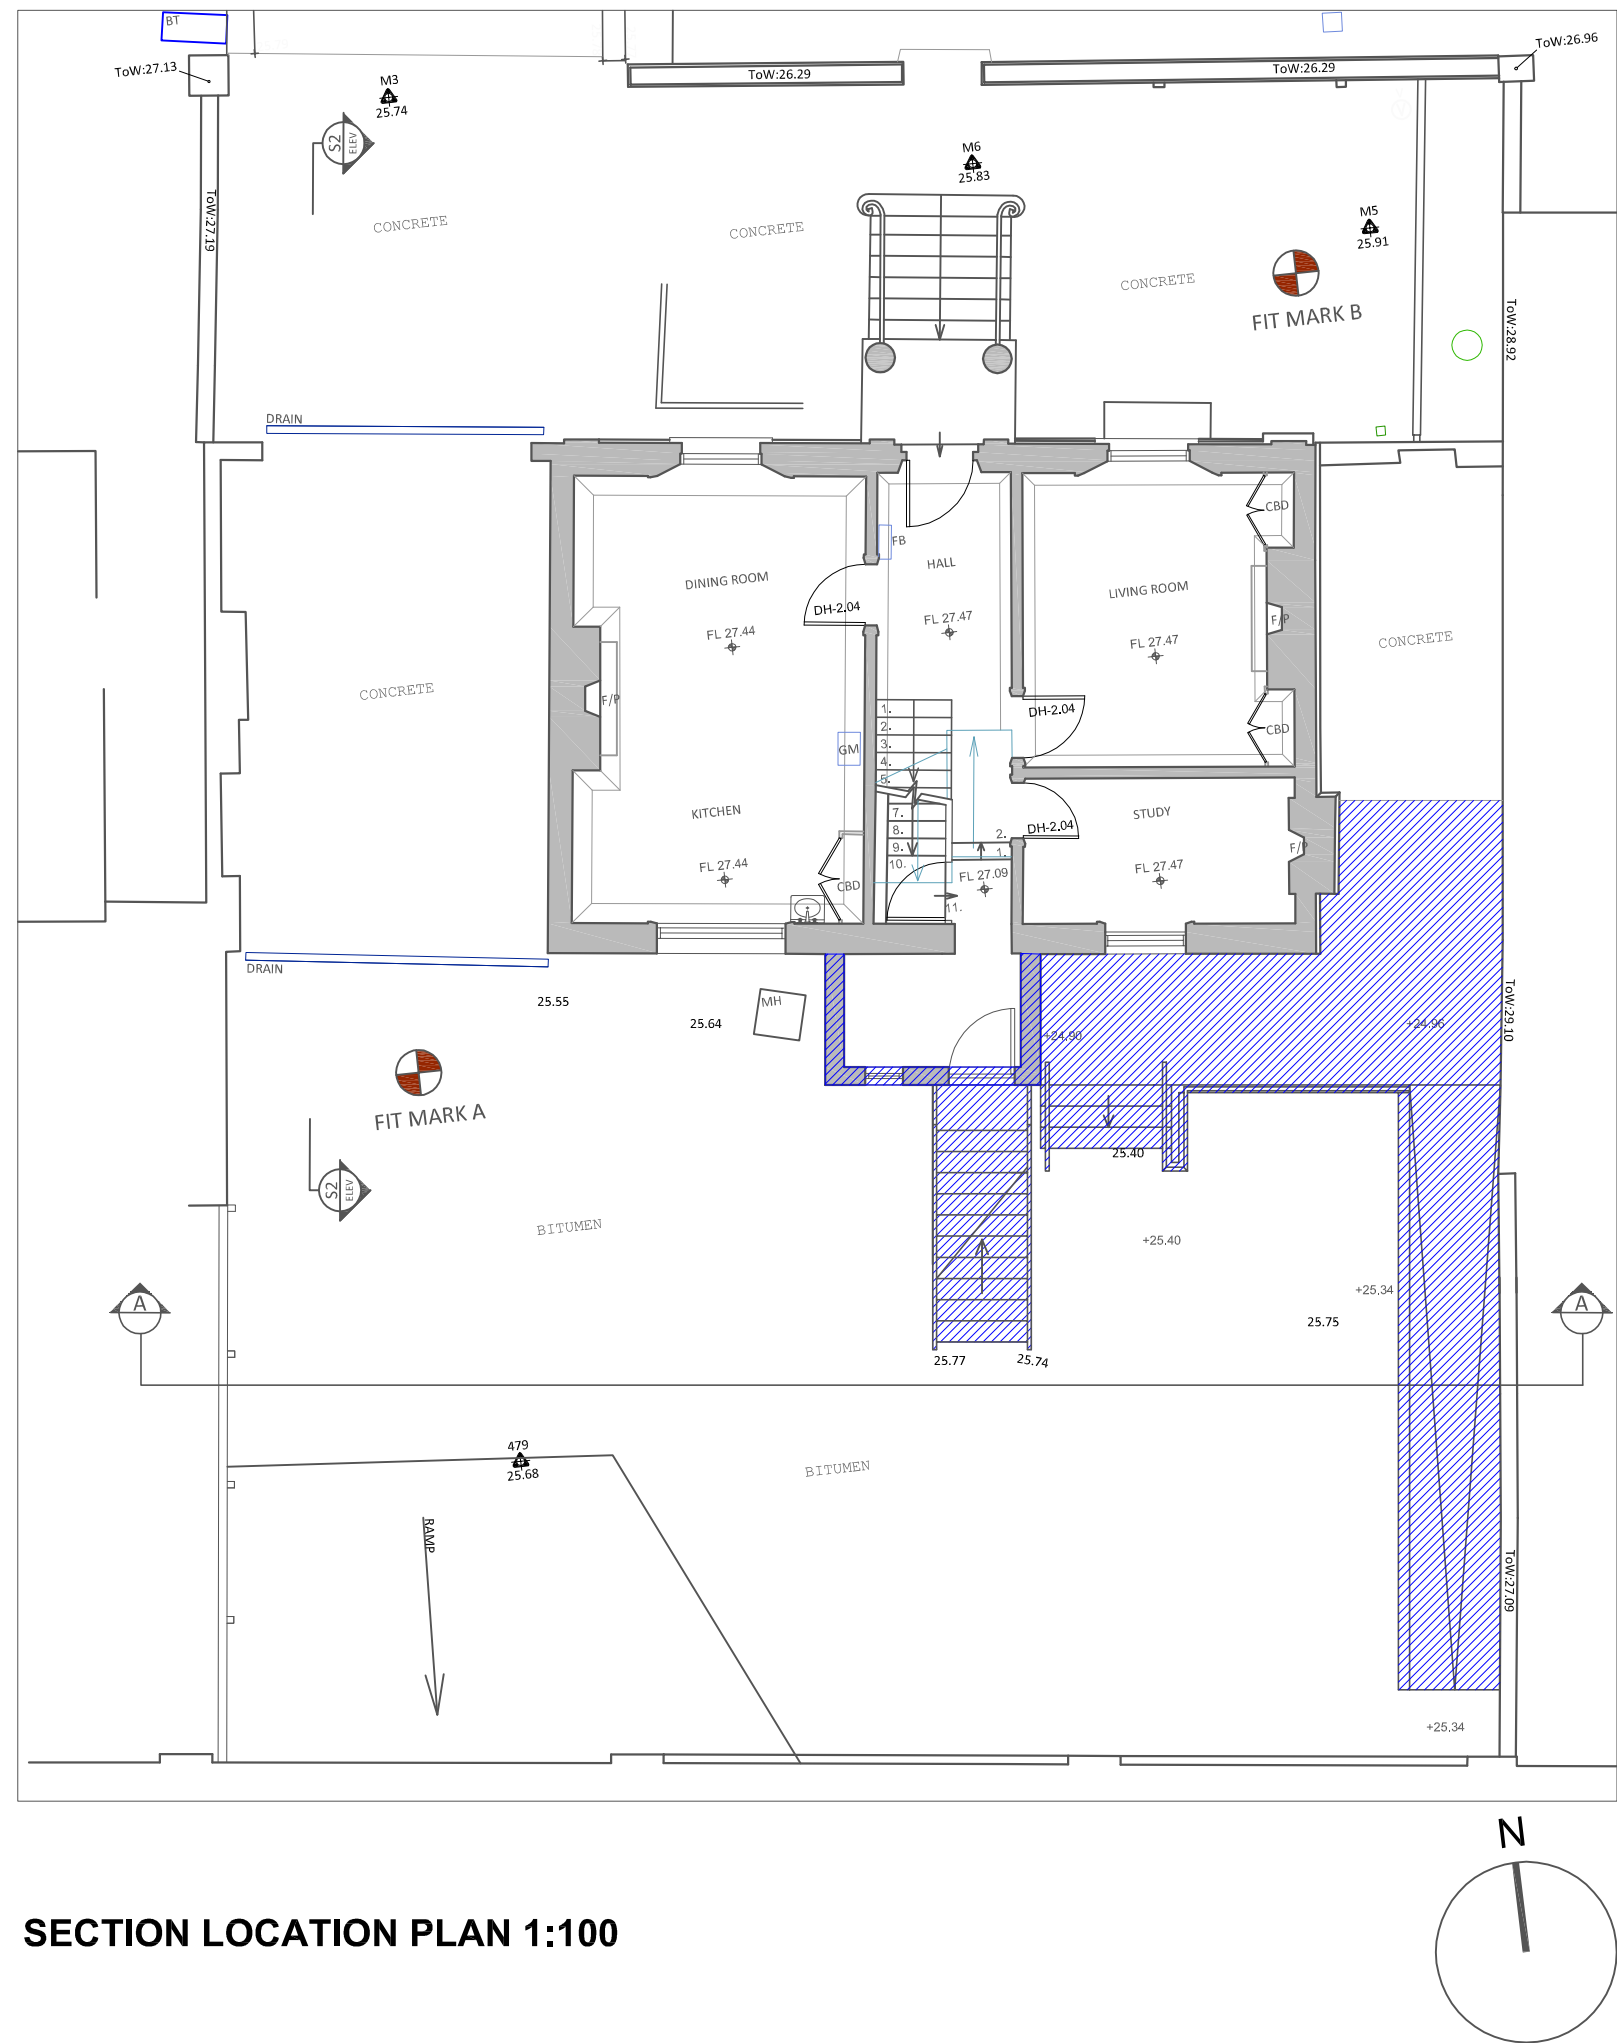 BT
ToW:27.13
ToW:26.29
ToW:26.29
ToW:26.96
M3
25.74
S2
ELEV
M6
25.83
ToW:27.19
M5
25.91
CONCRETE
CONCRETE
CONCRETE
FIT MARK B
ToW:28.92
DRAIN
CBD
FB
HALL
DINING ROOM
LIVING ROOM
DH-2.04
FL 27.44
FL 27.47
FL 27.47
F/P
CONCRETE
CONCRETE
F/P
DH-2.04
1.
2.
3.
4.
5.
GM
CBD
KITCHEN
7.
8.
9.
10.
11.
2.
1.
DH-2.04
STUDY
F/P
FL 27.44
CBD
FL 27.09
FL 27.47
DRAIN
25.55
25.64
MH
+24.90
+24.96
ToW:29.10
FIT MARK A
25.40
S2
ELEV
BITUMEN
+25.40
+25.34
25.75
A
A
25.77
25.74
479
25.68
BITUMEN
RAMP
ToW:27.09
+25.34
N
SECTION LOCATION PLAN 1:100